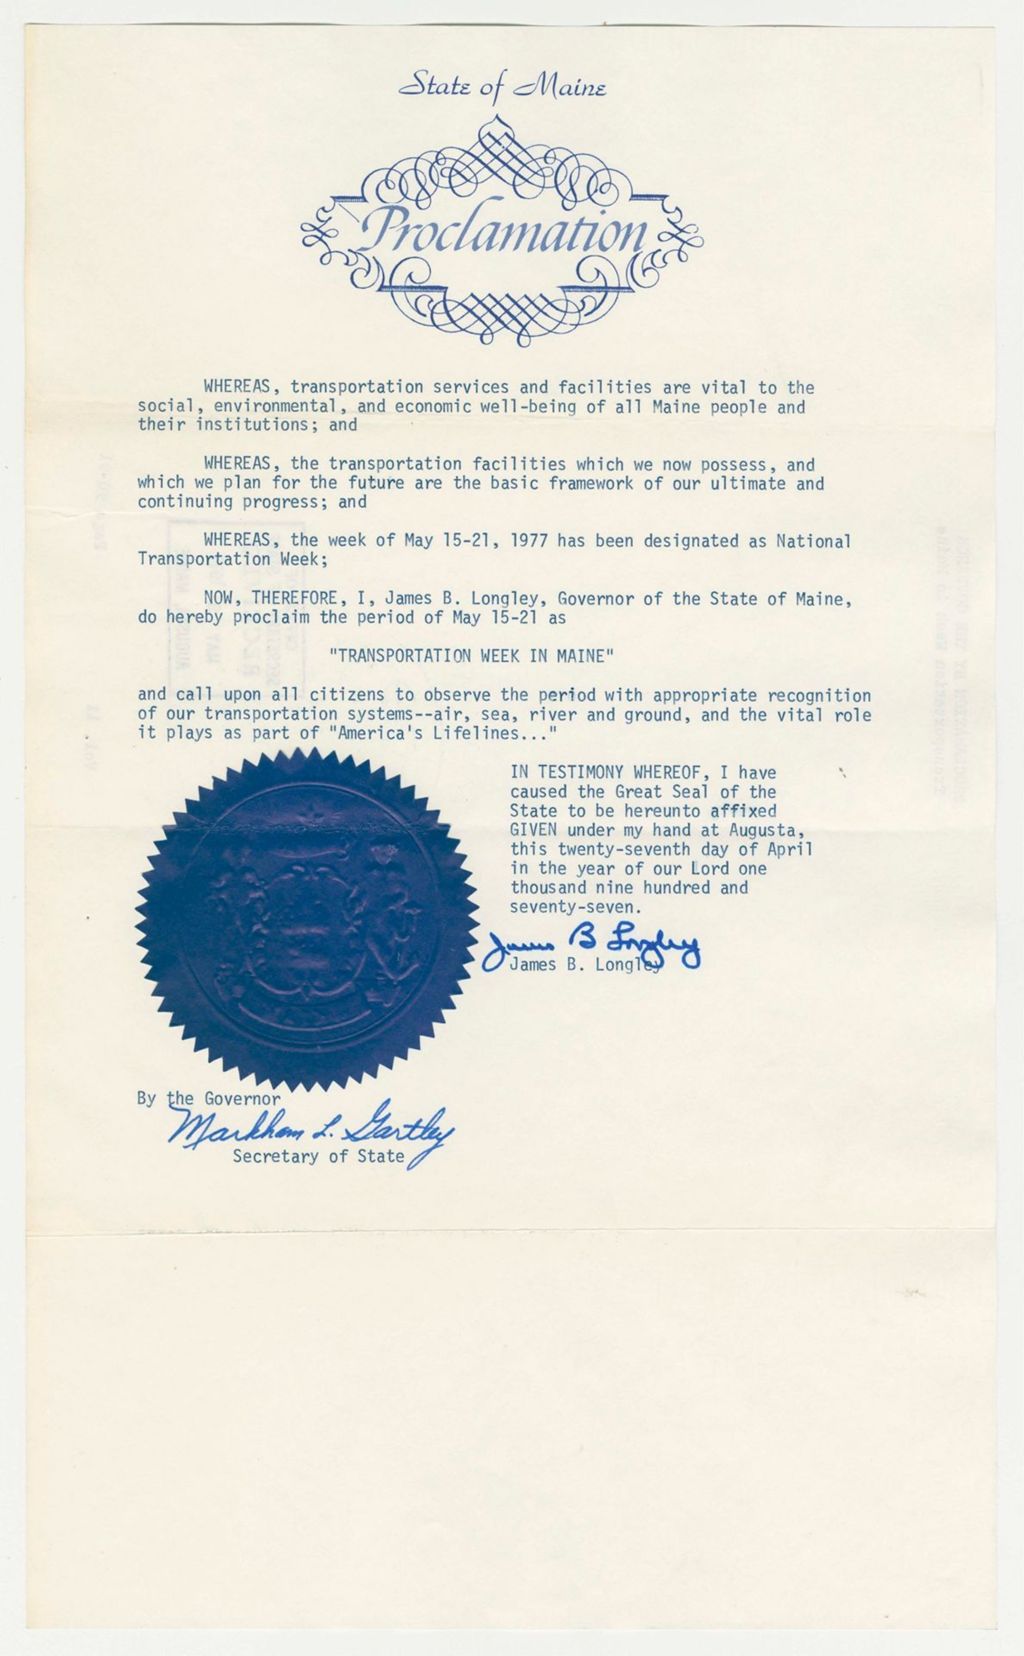 State of Maine
Proclamation
WHEREAS, transportation services and facilities are vital to the
social, environmental, and economic well-being of all Maine people and
their institutions; and
WHEREAS, the transportation facilities which we now possess, and
which we plan for the future are the basic framework of our ultimate and
continuing progress; and
WHEREAS, the week of May 15-21, 1977 has been designated as National
Transportation Week;
NOW, THEREFORE, I, James B. Longley, Governor of the State of Maine,
do hereby proclaim the period of May 15-21 as
"TRANSPORTATION WEEK IN MAINE"
and call upon all citizens to observe the period with appropriate recognition
of our transportation systems--air, sea, river and ground, and the vital role
it plays as part of "America's Lifelines..."
IN TESTIMONY WHEREOF, I have
caused the Great Seal of the
State to be hereunto affixed
GIVEN under my hand at Augusta,
this twenty-seventh day of April
in the year of our Lord one
thousand nine hundred and
seventy-seven.
James B Longley
James B. Longley
By the Governor
Markham L. Gartley
Secretary of State